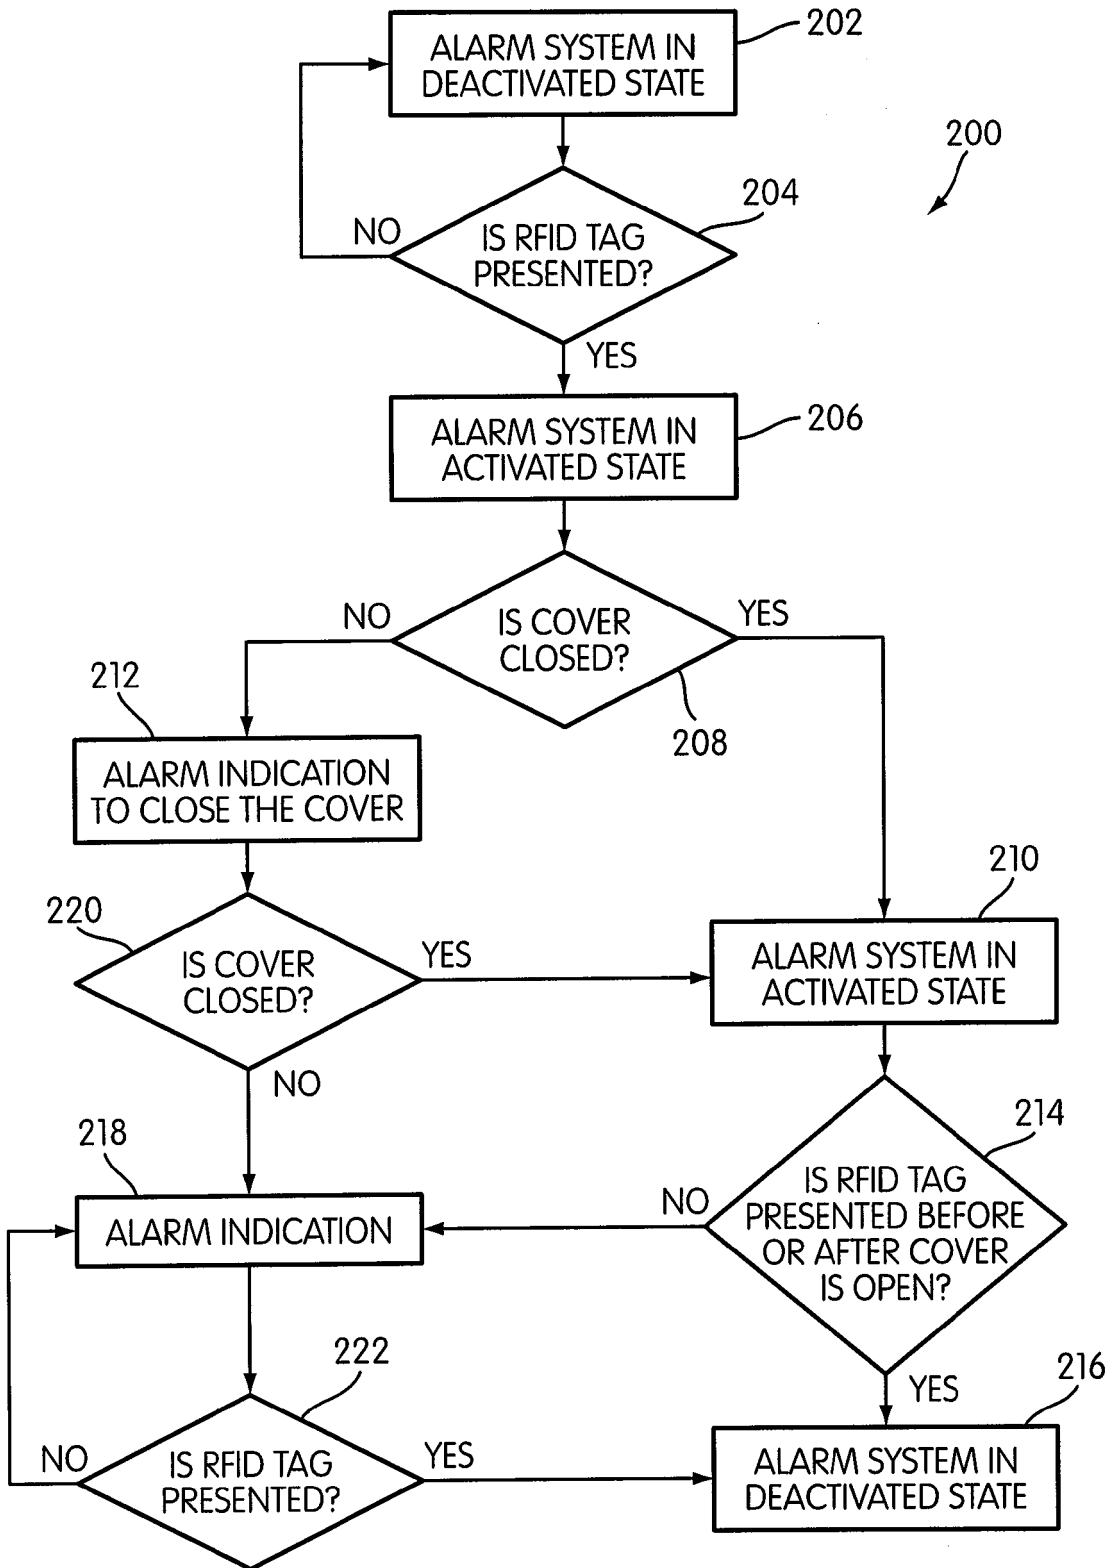 202
ALARM SYSTEM IN
DEACTIVATED STATE
200
204
NO
IS RFID TAG
PRESENTED?
YES
206
ALARM SYSTEM IN
ACTIVATED STATE
NO
YES
IS COVER
CLOSED?
212
208
ALARM INDICATION
TO CLOSE THE COVER
210
220
YES
IS COVER
CLOSED?
ALARM SYSTEM IN
ACTIVATED STATE
NO
214
218
NO
IS RFID TAG
PRESENTED BEFORE
OR AFTER COVER
IS OPEN?
ALARM INDICATION
222
216
YES
NO
YES
IS RFID TAG
PRESENTED?
ALARM SYSTEM IN
DEACTIVATED STATE